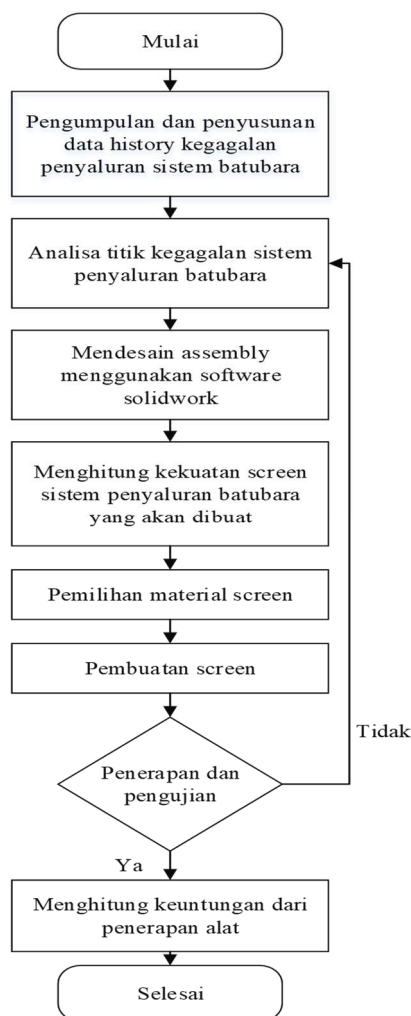 Mulai
Pengumpulan dan penyusunan
data history kegagalan
penyaluran sistem batubara
Analisa titik kegagalan sistem
penyaluran batubara
Mendesain assembly
menggunakan software
solidwork
Menghitung kekuatan screen
sistem penyaluran batubara
yang akan dibuat
Pemilihan material screen
Pembuatan screen
Tidak
Penerapan dan
pengujian
Ya
Menghitung keuntungan dari
penerapan alat
Selesai